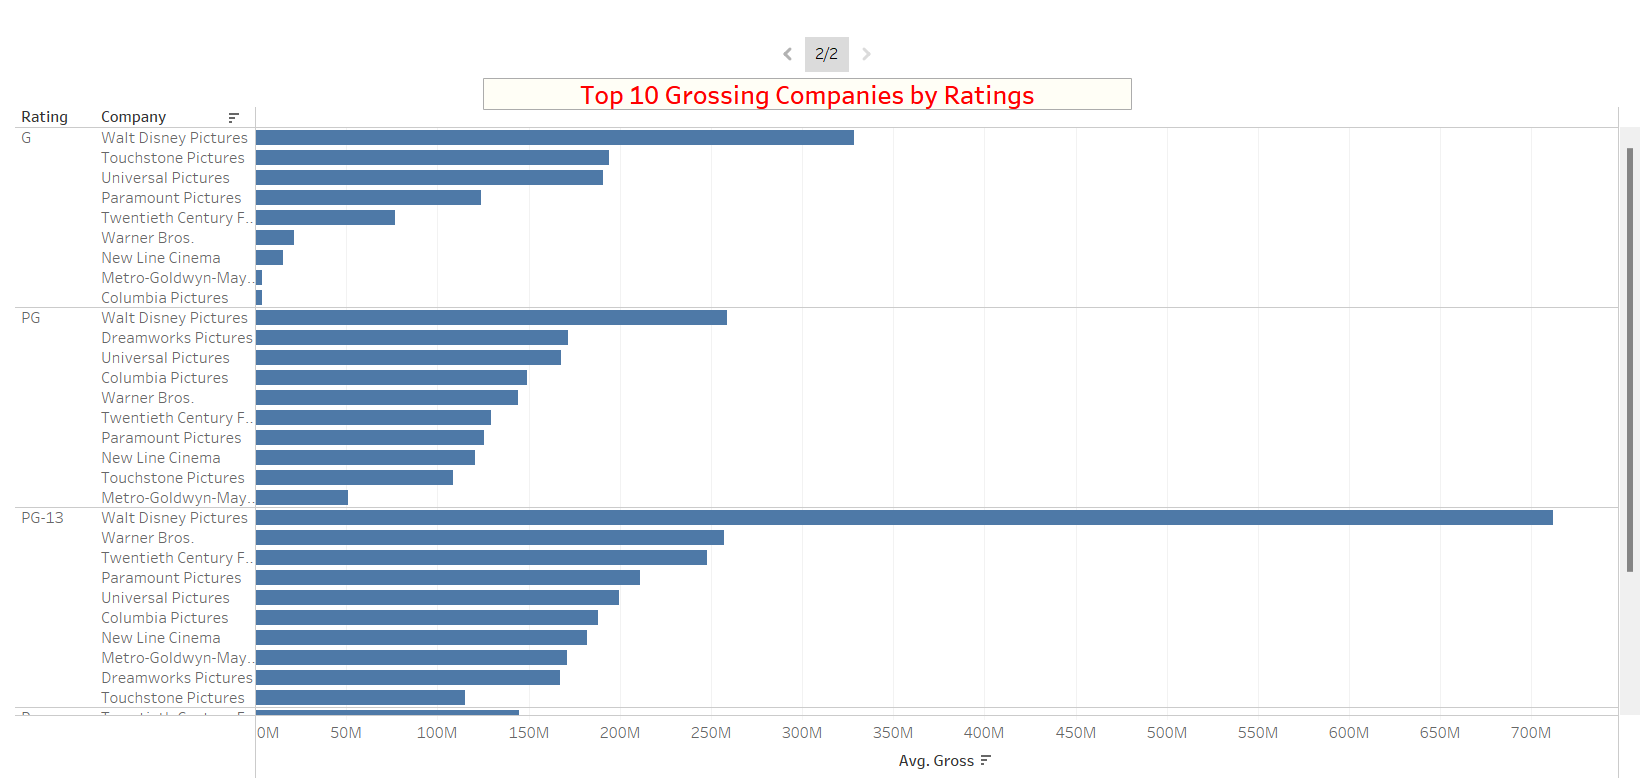 2/2
Top 10 Grossing Companies by Ratings
Rating Company
G Walt Disney Pictures
Touchstone Pictures
Universal Pictures
Paramount Pictures
Twentieth Century F..
Warner Bros.
New Line Cinema
Metro-Goldwyn-May..
Columbia Pictures
PG Walt Disney Pictures
Dreamworks Pictures
Universal Pictures
Columbia Pictures
Warner Bros.
Twentieth Century F..
Paramount Pictures
New Line Cinema
Touchstone Pictures
Metro-Goldwyn-May..
PG-13 Walt Disney Pictures
Warner Bros.
Twentieth Century F..
Paramount Pictures
Universal Pictures
Columbia Pictures
New Line Cinema
Metro-Goldwyn-May..
Dreamworks Pictures
Touchstone Pictures
0M 50M 100M 150M 200M 250M 300M 350M 400M 450M 500M 550M 600M 650M 700M
Avg. Gross